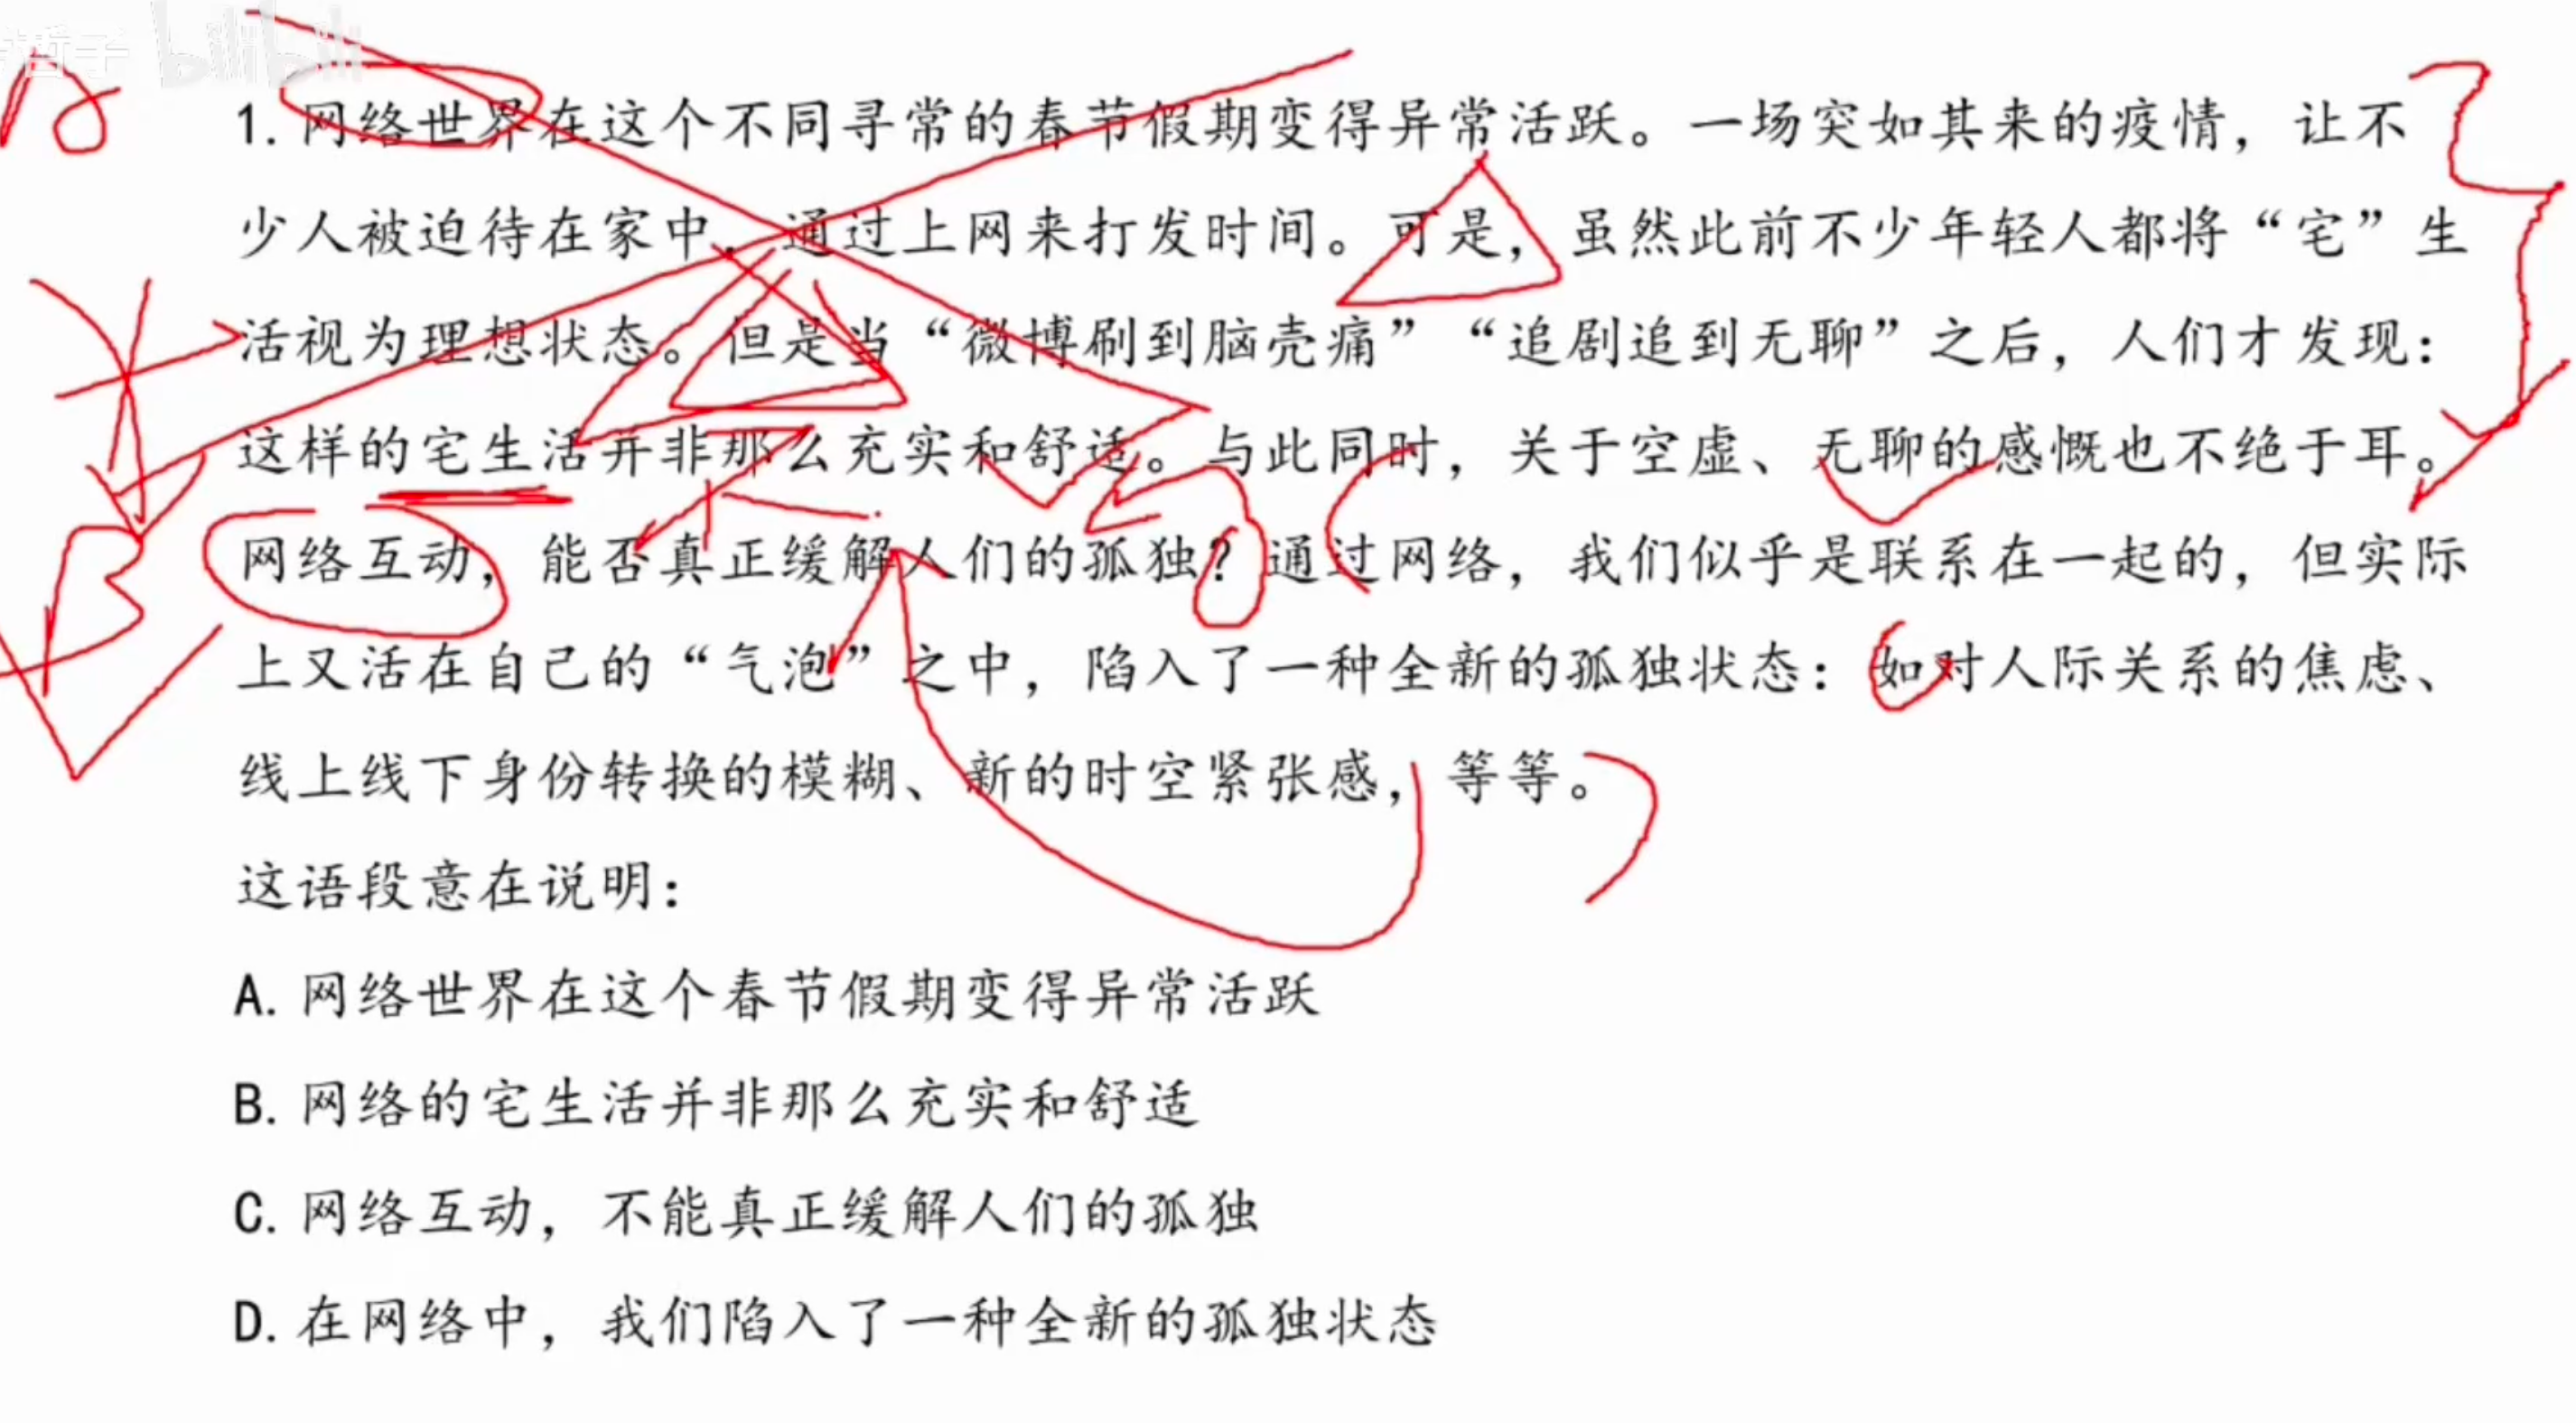 bilibili
1. 网络世界在这个不同寻常的春节假期变得异常活跃。一场突如其来的疫情，让不
少人被迫待在家中，通过上网来打发时间。可是，虽然此前不少年轻人都将“宅”生
活视为理想状态。但是当“微博刷到脑壳痛”“追剧追到无聊”之后，人们才发现：
这样的宅生活并非那么充实和舒适。与此同时，关于空虚、无聊的感慨也不绝于耳。
网络互动，能否真正缓解人们的孤独？通过网络，我们似乎是联系在一起的，但实际
上又活在自己的“气泡”之中，陷入了一种全新的孤独状态：如对人际关系的焦虑、
线上线下身份转换的模糊、新的时空紧张感，等等。
这语段意在说明：
A. 网络世界在这个春节假期变得异常活跃
B. 网络的宅生活并非那么充实和舒适
C. 网络互动，不能真正缓解人们的孤独
D. 在网络中，我们陷入了一种全新的孤独状态